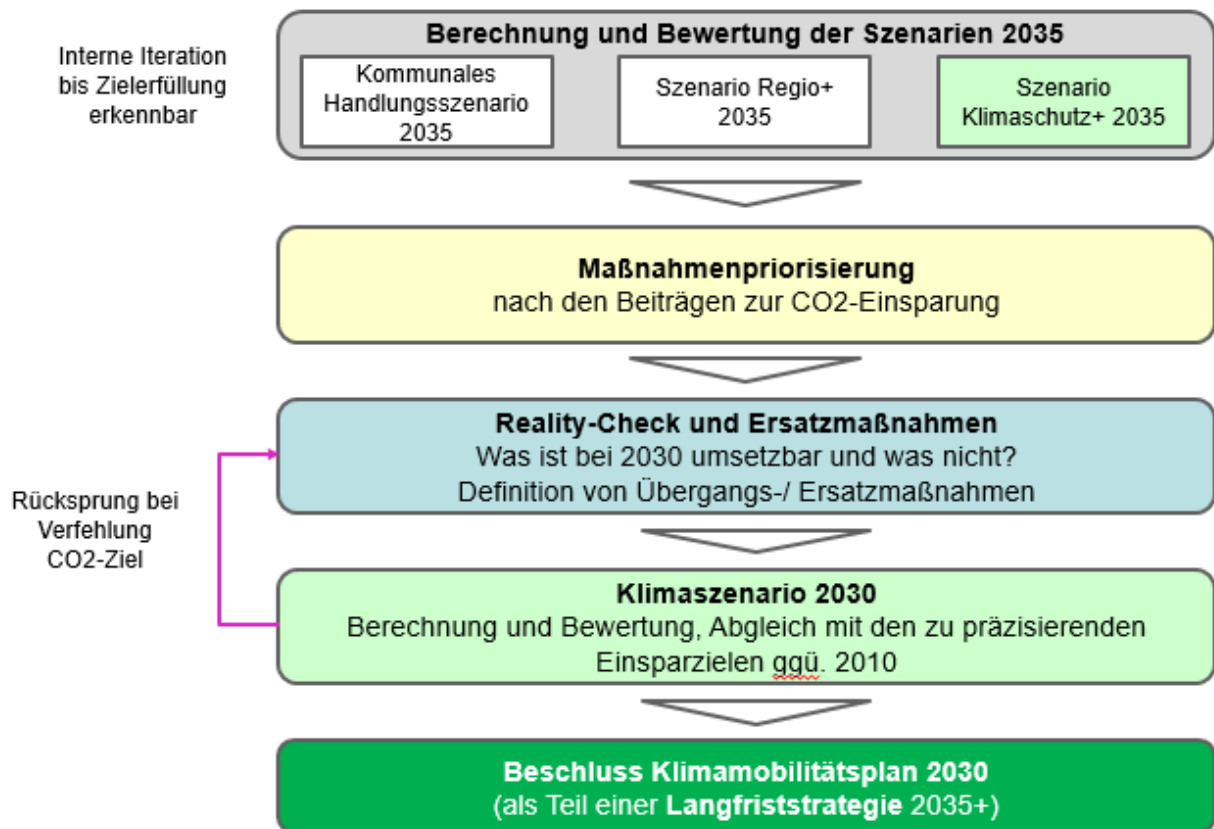 Interne Iteration
bis Zielerfüllung
erkennbar
Berechnung und Bewertung der Szenarien 2035
Kommunales
Handlungsszenario
2035
Szenario Regio+
2035
Szenario
Klimaschutz+ 2035
Maßnahmenpriorisierung
nach den Beiträgen zur CO2-Einsparung
Reality-Check und Ersatzmaßnahmen
Was ist bei 2030 umsetzbar und was nicht?
Definition von Übergangs-/ Ersatzmaßnahmen
Rücksprung bei
Verfehlung
CO2-Ziel
Klimaszenario 2030
Berechnung und Bewertung, Abgleich mit den zu präzisierenden
Einsparzielen ggü. 2010
Beschluss Klimamobilitätsplan 2030
(als Teil einer Langfriststrategie 2035+)